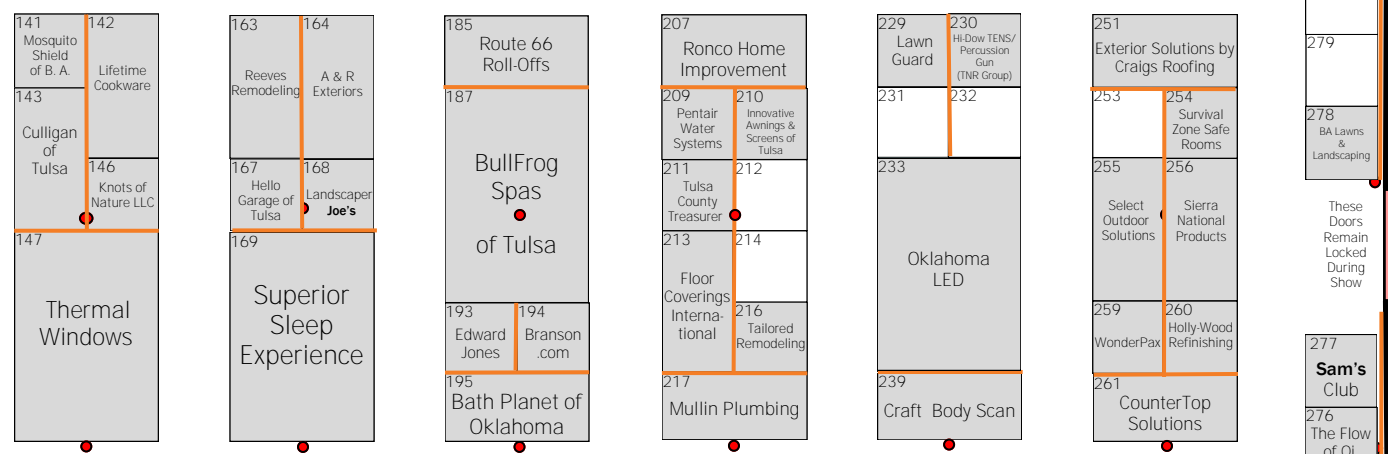 141
Mosquito
Shield
of B. A.
142
Lifetime
Cookware
143
Culligan
of
Tulsa
146
Knots of
Nature LLC
147
Thermal
Windows
163
Reeves
Remodeling
164
A & R
Exteriors
167
Hello
Garage of
Tulsa
168
Landscaper
Joe's
169
Superior
Sleep
Experience
185
Route 66
Roll-Offs
187
BullFrog
Spas
of Tulsa
193
Edward
Jones
194
Branson
.com
195
Bath Planet of
Oklahoma
207
Ronco Home
Improvement
209
Pentair
Water
Systems
210
Innovative
Awnings &
Screens of
Tulsa
211
Tulsa
County
Treasurer
212
213
Floor
Coverings
Interna-
tional
214
216
Tailored
Remodeling
217
Mullin Plumbing
229
Lawn
Guard
230
Hi-Dow TENS/
Percussion
Gun
(TNR Group)
231
232
233
Oklahoma
LED
239
Craft Body Scan
251
Exterior Solutions by
Craigs Roofing
253
254
Survival
Zone Safe
Rooms
255
Select
Outdoor
Solutions
256
Sierra
National
Products
259
WonderPax
260
Holly-Wood
Refinishing
261
CounterTop
Solutions
279
278
BA Lawns
&
Landscaping
These
Doors
Remain
Locked
During
Show
277
Sam's
Club
276
The Flow
of Qi